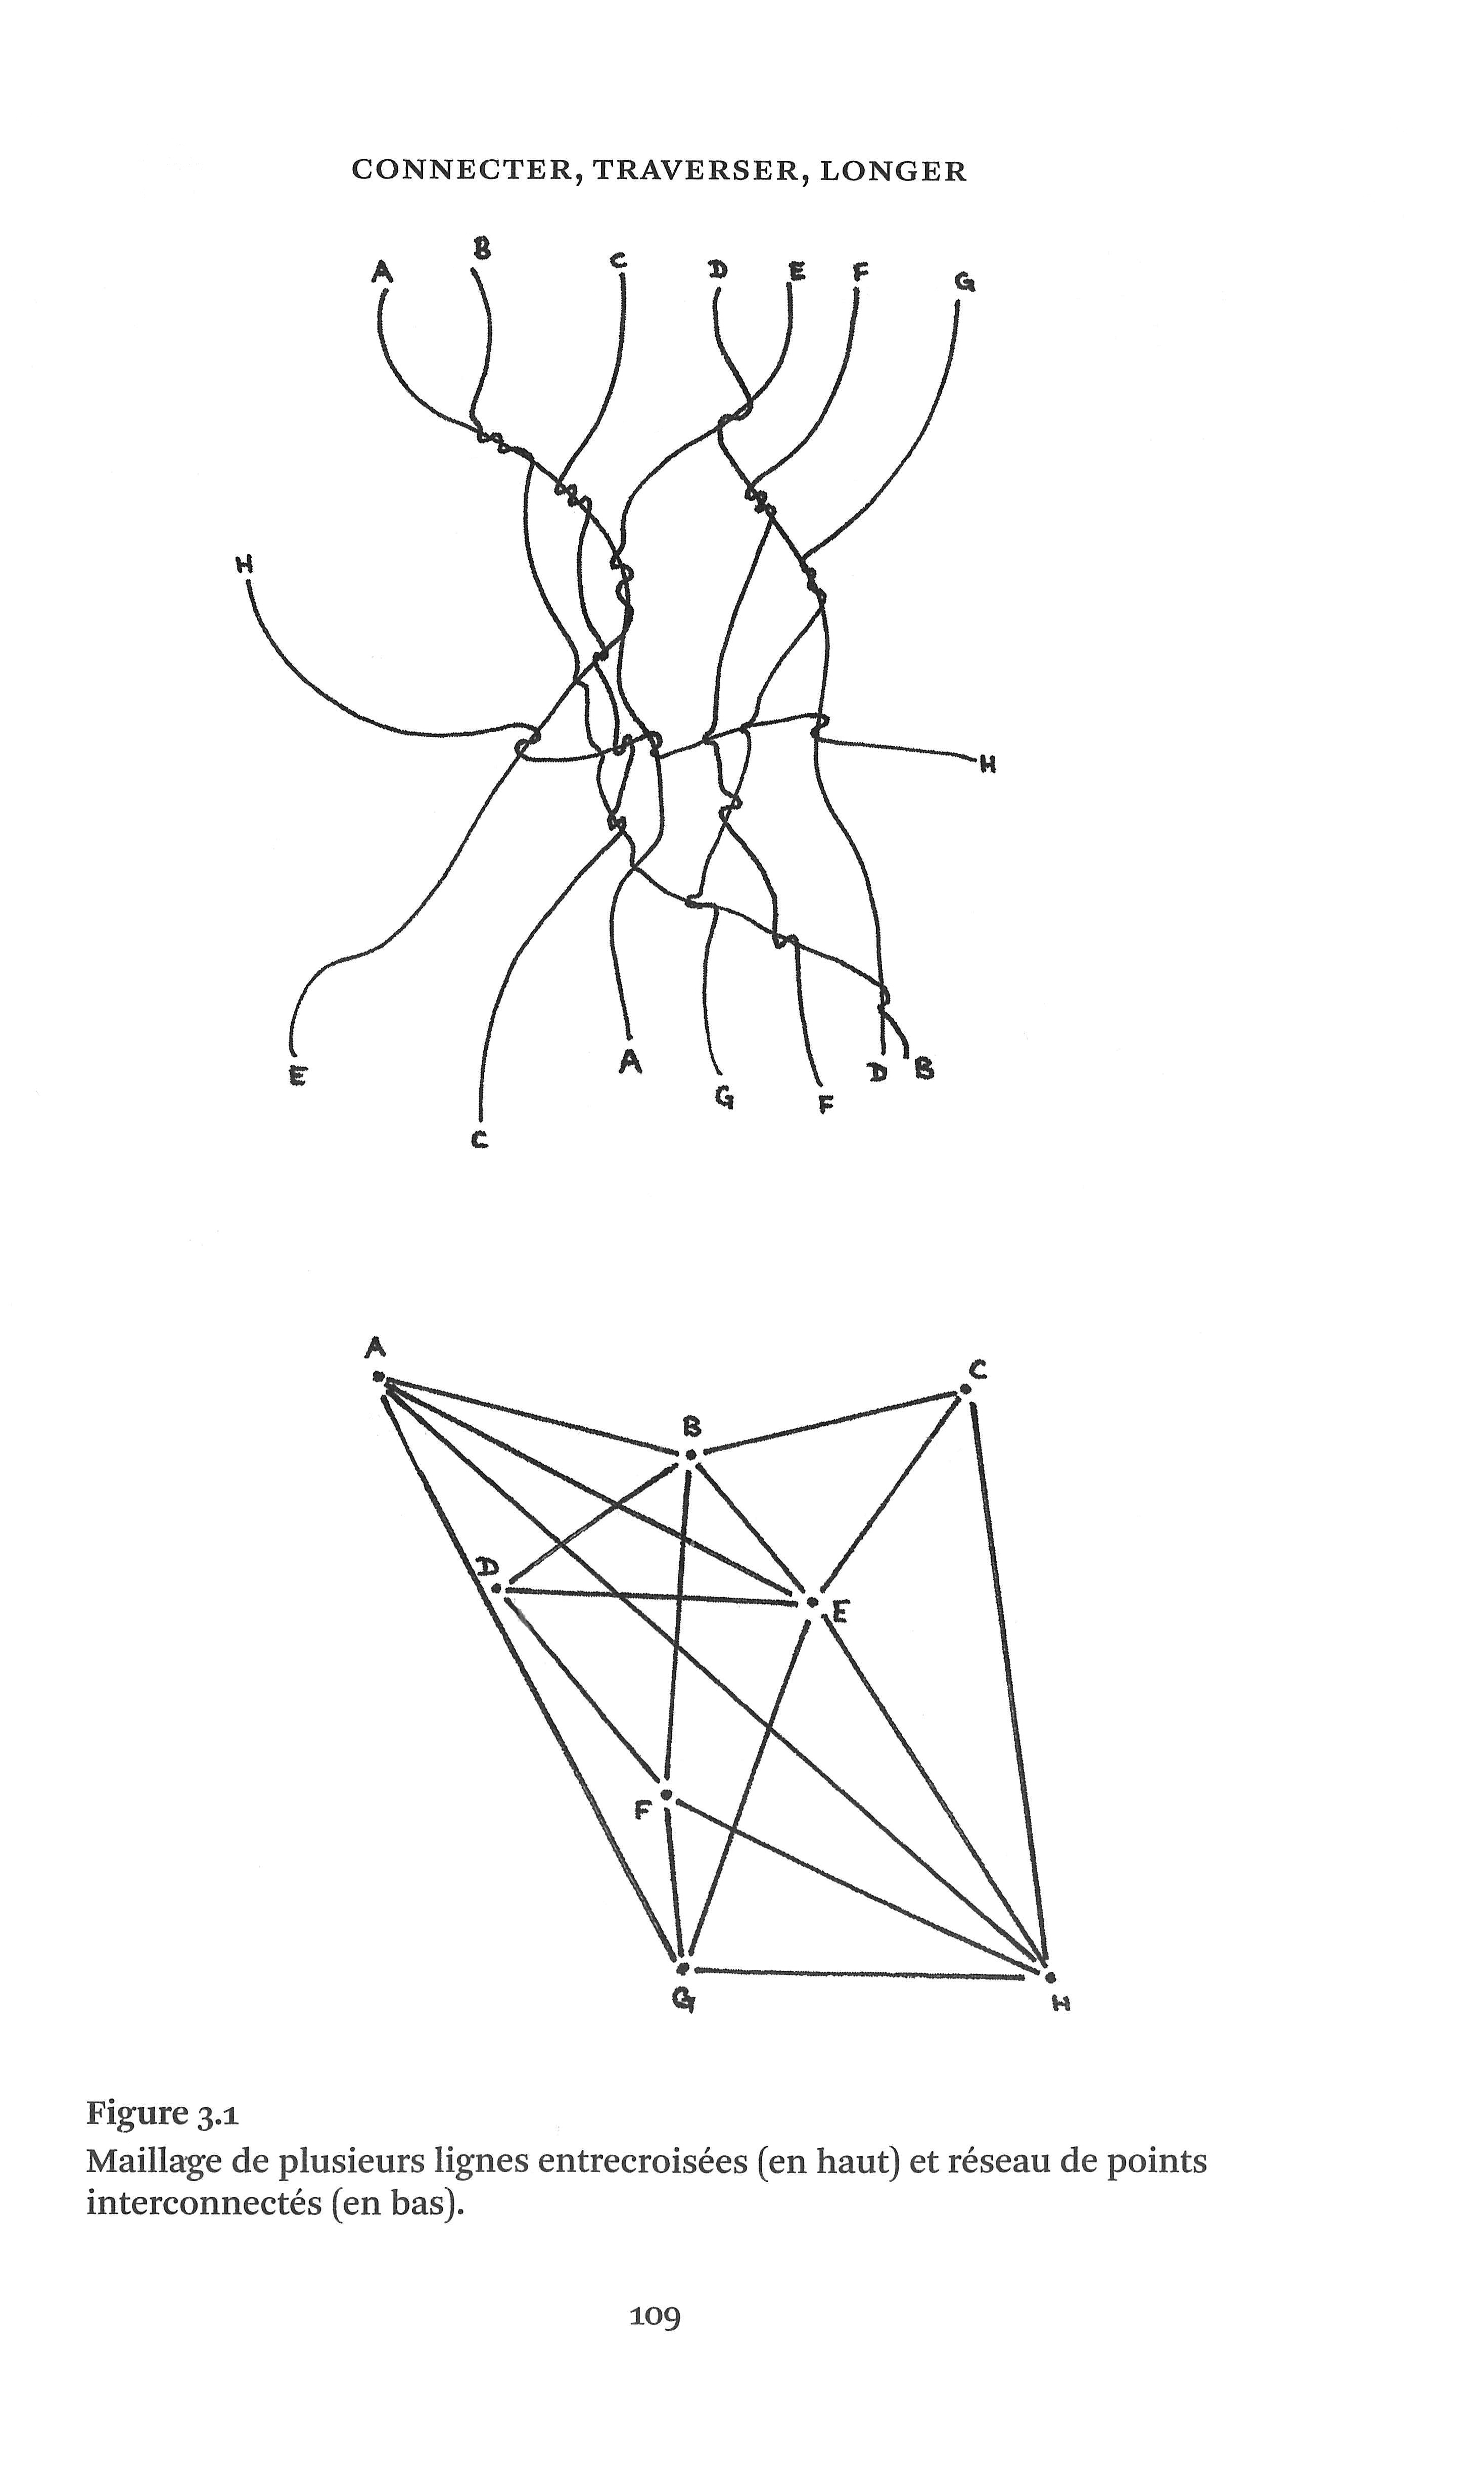 CONNECTER, TRAVERSER, LONGER
A B C D E F G
H
H
E C A G F D B
A
C
B
D
E
F
G
H
Figure 3.1
Maillage de plusieurs lignes entrecroisées (en haut) et réseau de points
interconnectés (en bas).
109